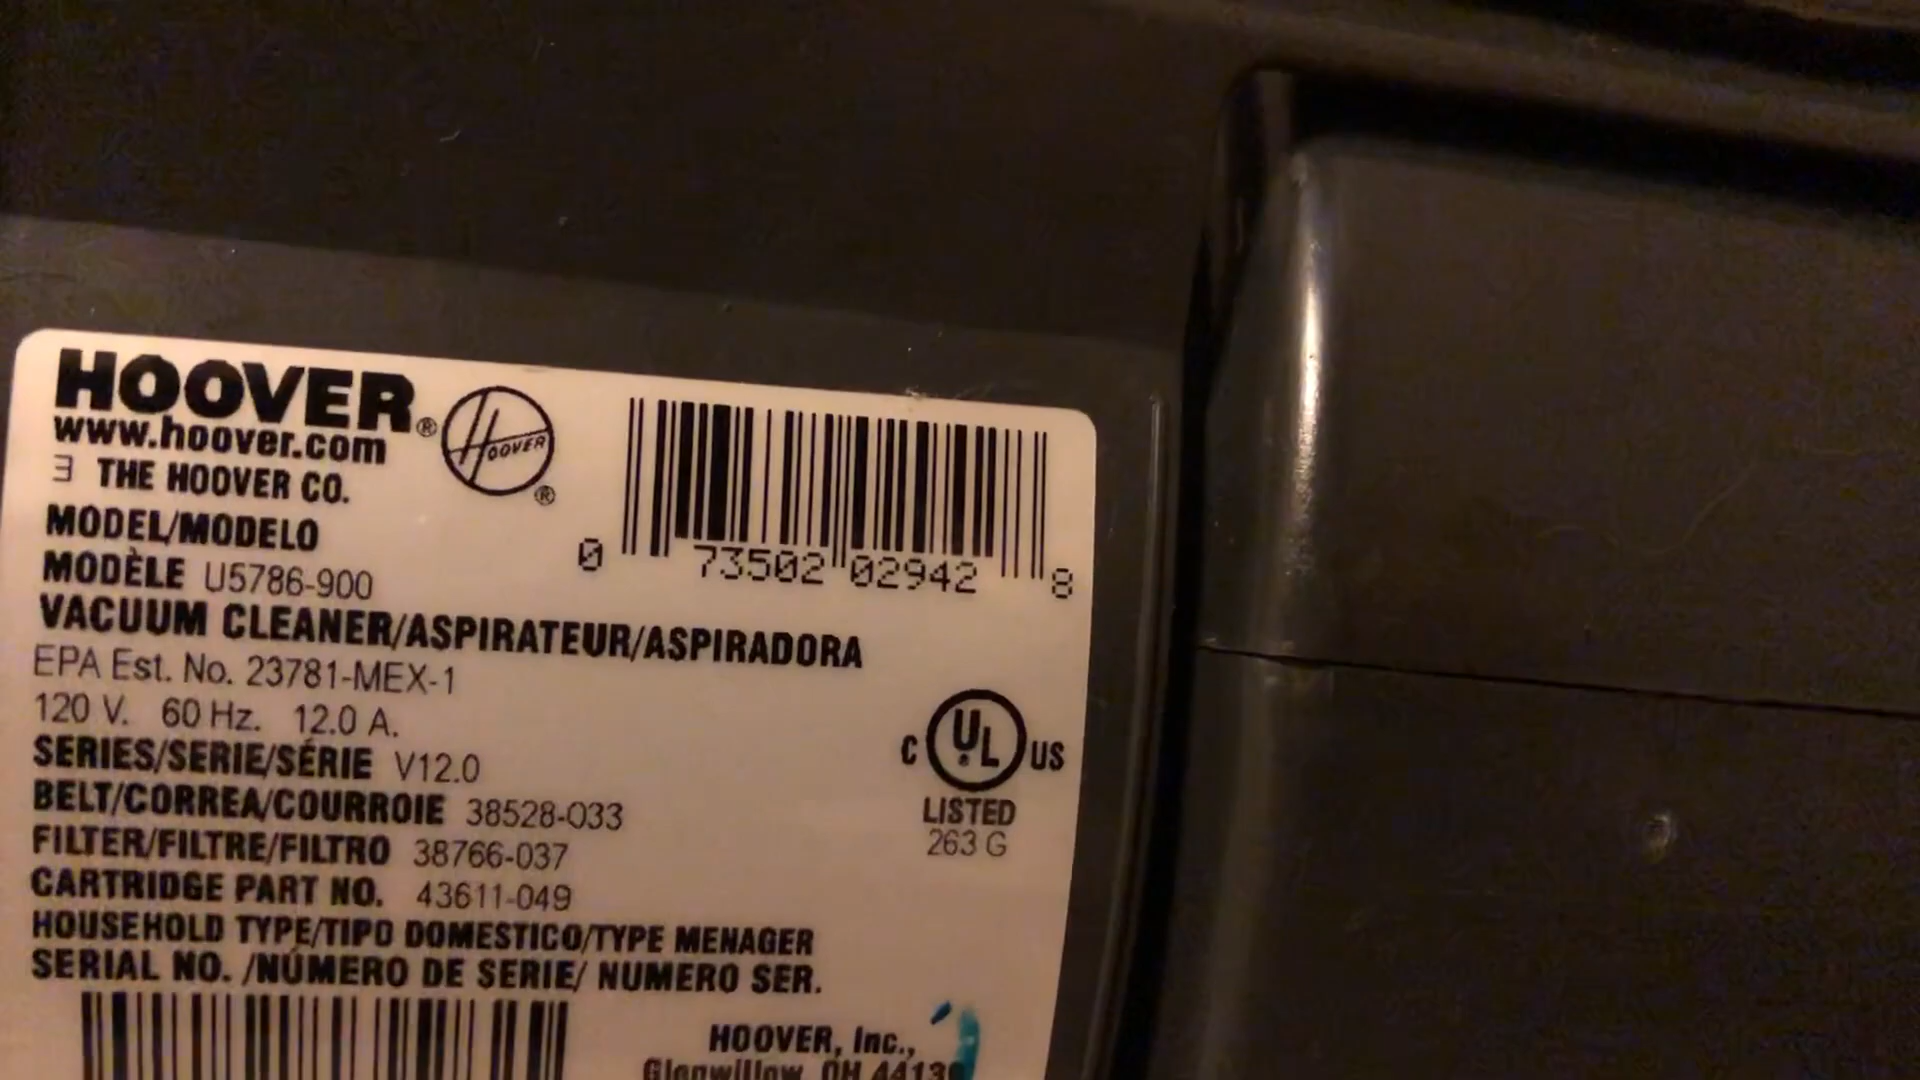 HOOVER®
www.hoover.com
HOOVER ®
3 THE HOOVER CO.
MODEL/MODELO
MODÈLE U5786-900
0 73502 02942 8
VACUUM CLEANER/ASPIRATEUR/ASPIRADORA
EPA Est. No. 23781-MEX-1
120 V. 60 Hz. 12.0 A.
SERIES/SERIE/SÉRIE V12.0
BELT/CORREA/COURROIE 38528-033
FILTER/FILTRE/FILTRO 38766-037
CARTRIDGE PART NO. 43611-049
C UL US
LISTED
263 G
HOUSEHOLD TYPE/TIPO DOMESTICO/TYPE MENAGER
SERIAL NO. /NÚMERO DE SERIE/ NUMERO SER.
HOOVER, Inc.,
Glenwillow, OH